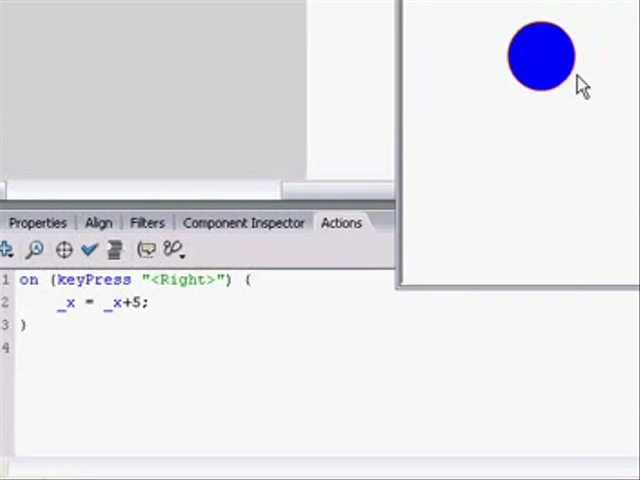 Properties Align Filters Component Inspector Actions
1 on (keyPress "<Right>") {
2 _x = _x+5;
3 }
4